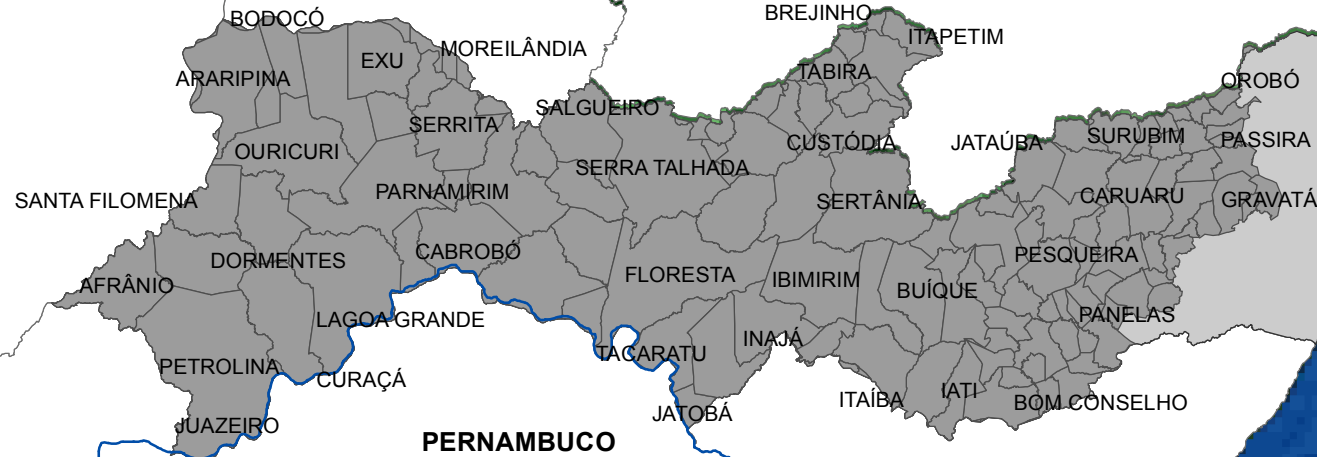 BREJINHO
BODOCÓ
ITAPETIM
MOREILÂNDIA
EXU
TABIRA
ARARIPINA
OROBÓ
SALGUEIRO
SERRITA
SURUBIM
PASSIRA
CUSTÓDIA
JATAÚBA
OURICURI
SERRA TALHADA
PARNAMIRIM
CARUARU
SANTA FILOMENA
SERTÂNIA
GRAVATÁ
CABROBÓ
PESQUEIRA
DORMENTES
FLORESTA
IBIMIRIM
AFRÂNIO
BUÍQUE
PANELAS
LAGOA GRANDE
INAJÁ
TACARATU
PETROLINA
CURAÇÁ
IATI
ITAÍBA
BOM CONSELHO
JATOBÁ
JUAZEIRO
PERNAMBUCO